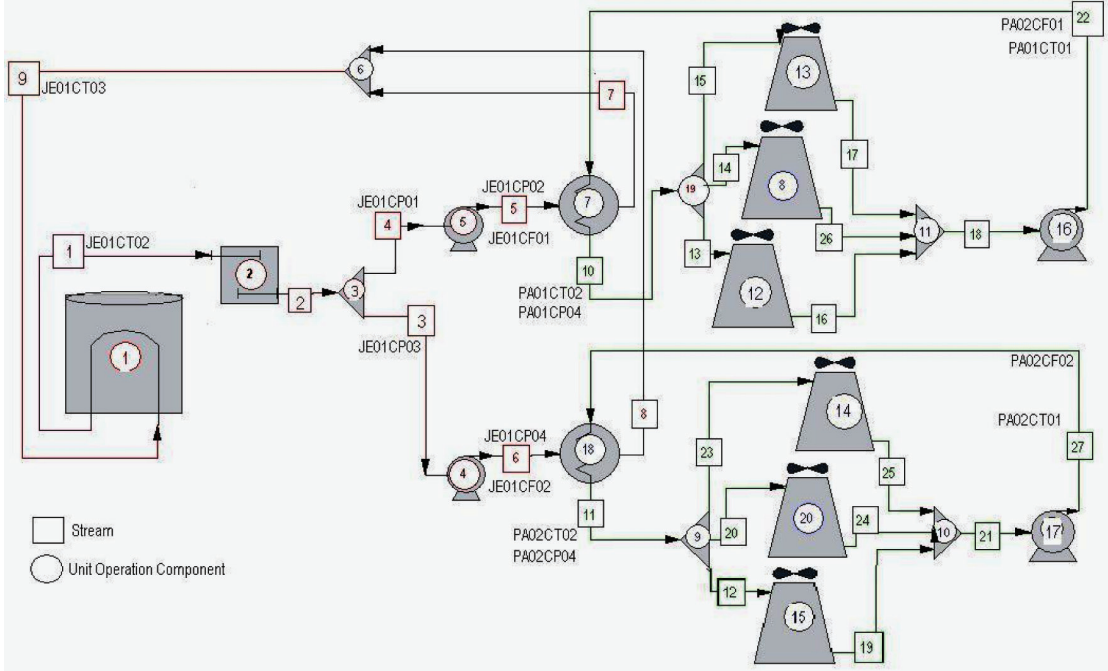 22
PA02CF01
PA01CT01
13
6
15
9
JE01CT03
7
17
14
JE01CP02
19
8
JE01CP01
5
7
4
5
11
16
JE01CF01
26
18
1
JE01CT02
13
2
10
12
3
PA01CT02
2
PA01CP04
16
3
JE01CP03
1
PA02CF02
14
8
PA02CT01
JE01CP04
18
23
27
6
4
25
JE01CF02
11
20
24
Stream
PA02CT02
9
20
10
21
17
PA02CP04
Unit Operation Component
12
15
19